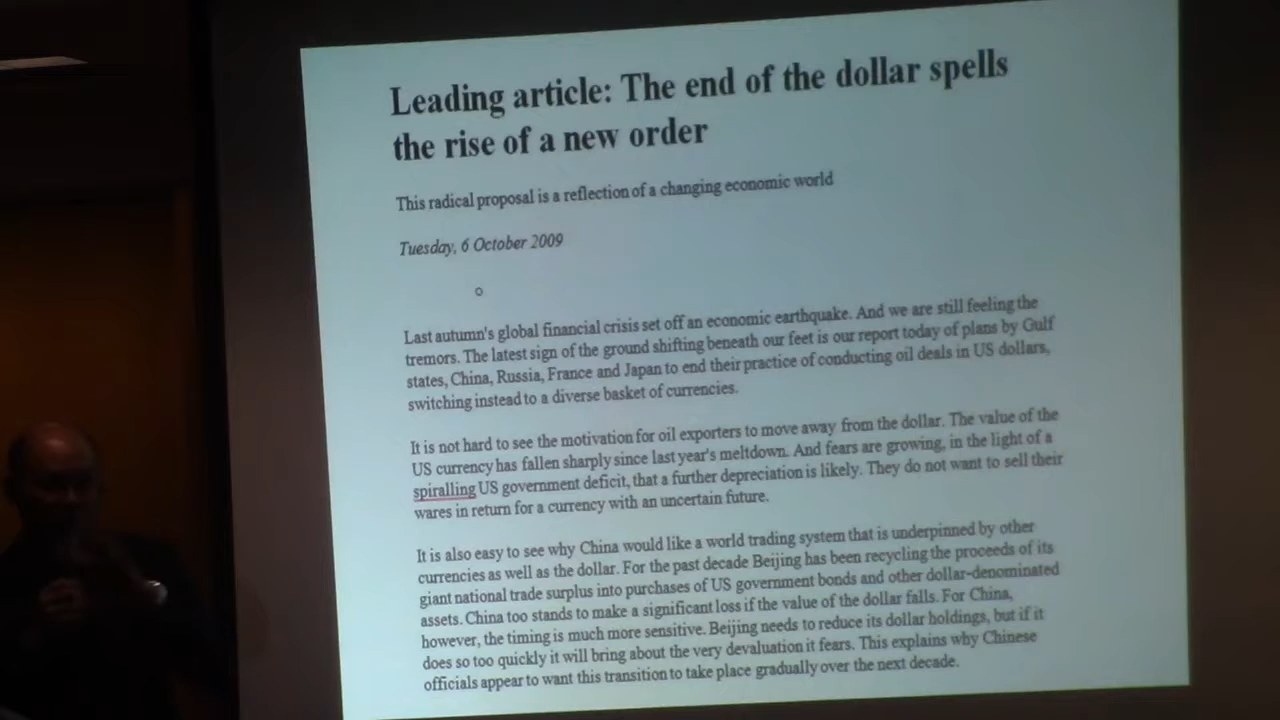 Leading article: The end of the dollar spells
the rise of a new order
This radical proposal is a reflection of a changing economic world
Tuesday, 6 October 2009
Last autumn's global financial crisis set off an economic earthquake. And we are still feeling the
tremors. The latest sign of the ground shifting beneath our feet is our report today of plans by Gulf
states, China, Russia, France and Japan to end their practice of conducting oil deals in US dollars,
switching instead to a diverse basket of currencies.
It is not hard to see the motivation for oil exporters to move away from the dollar. The value of the
US currency has fallen sharply since last year's meltdown. And fears are growing, in the light of a
spiralling US government deficit, that a further depreciation is likely. They do not want to sell their
wares in return for a currency with an uncertain future.
It is also easy to see why China would like a world trading system that is underpinned by other
currencies as well as the dollar. For the past decade Beijing has been recycling the proceeds of its
giant national trade surplus into purchases of US government bonds and other dollar-denominated
assets. China too stands to make a significant loss if the value of the dollar falls. For China,
however, the timing is much more sensitive. Beijing needs to reduce its dollar holdings, but if it
does so too quickly it will bring about the very devaluation it fears. This explains why Chinese
officials appear to want this transition to take place gradually over the next decade.